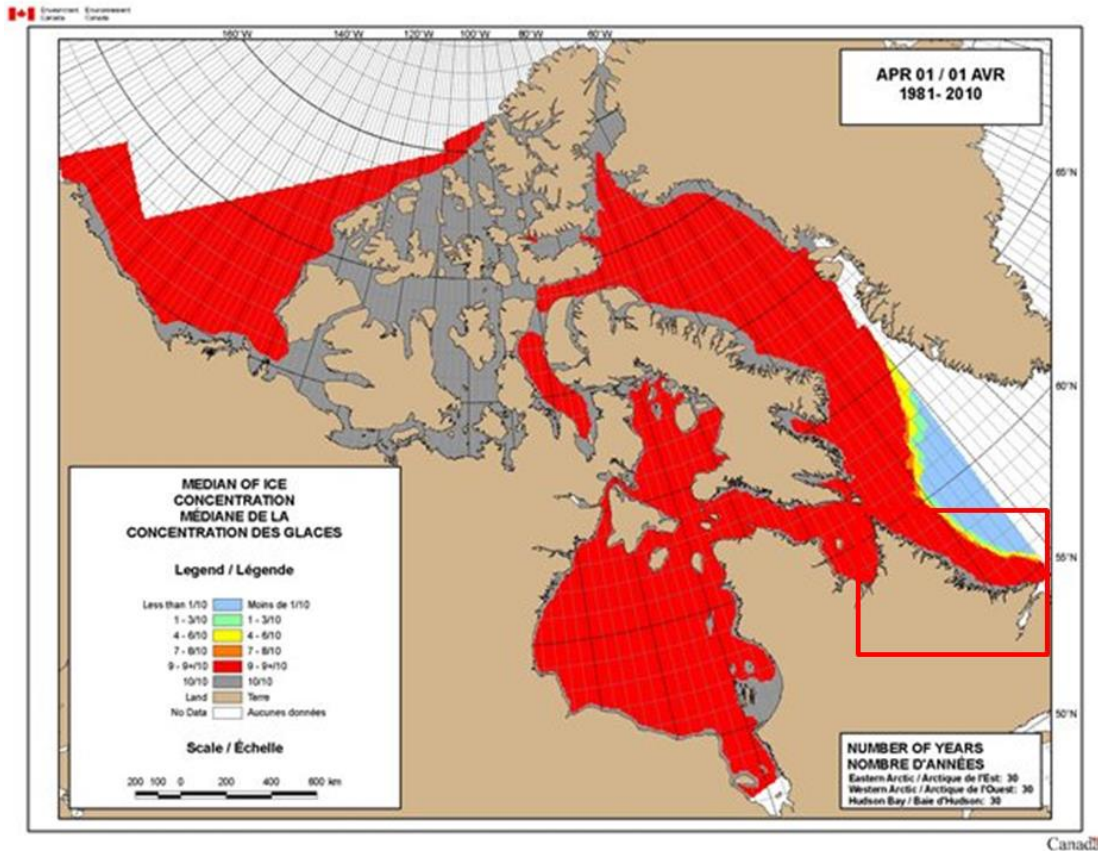 Environment Environnement
Canada Canada
160°W 140°W 120°W 100°W 80°W 60°W
APR 01 / 01 AVR
1981- 2010
65°N
60°N
55°N
50°N
MEDIAN OF ICE
CONCENTRATION
MÉDIANE DE LA
CONCENTRATION DES GLACES
Legend / Légende
Less than 1/10 Moins de 1/10
1 - 3/10 1 - 3/10
4 - 6/10 4 - 6/10
7 - 8/10 7 - 8/10
9 - 9+/10 9 - 9+/10
10/10 10/10
Land Terre
No Data Aucunes données
Scale / Échelle
200 100 0 200 400 600 km
NUMBER OF YEARS
NOMBRE D'ANNÉES
Eastern Arctic / Arctique de l'Est: 30
Western Arctic / Arctique de l'Ouest: 30
Hudson Bay / Baie d'Hudson: 30
Canada